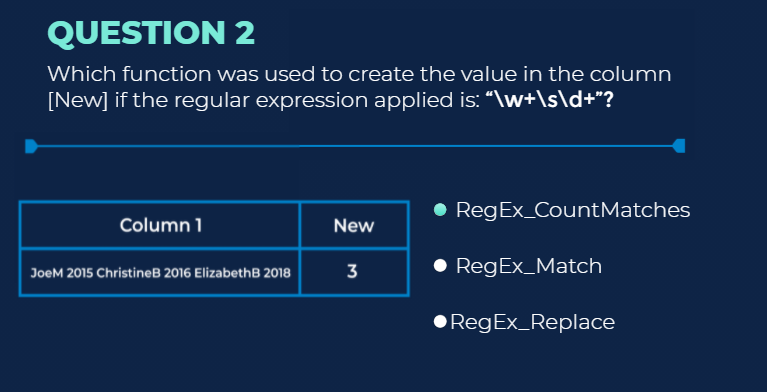 QUESTION 2
Which function was used to create the value in the column
[New] if the regular expression applied is: “\w+\s\d+”?
Column 1 New
JoeM 2015 ChristineB 2016 ElizabethB 2018 3
RegEx_CountMatches
RegEx_Match
RegEx_Replace